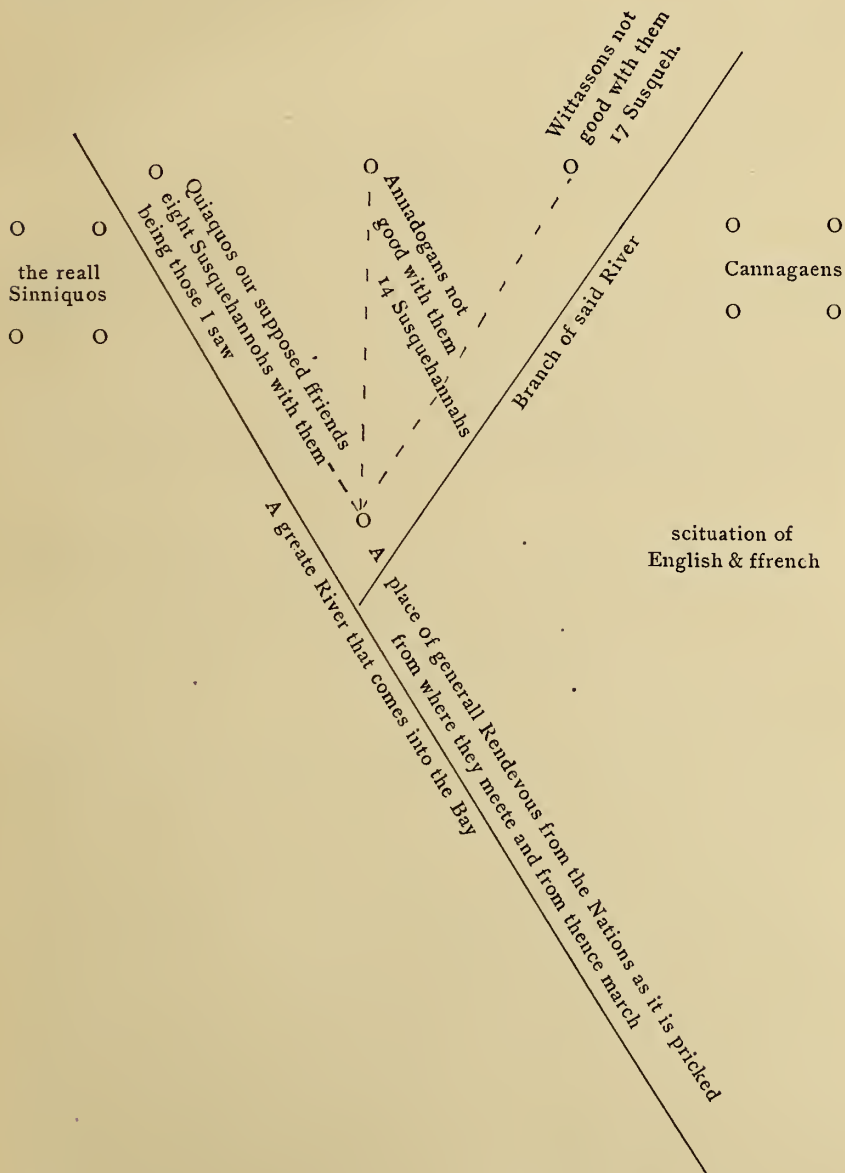 Wittassons not
good with them
17 Susqueh.
O
O
O
Quiaquos our supposed ffriends
eight Susquehannohs with them
being those I saw
Annadogans not
good with them
14 Susquehannahs
O O
the reall
Sinniquos
O O
O O
Cannagaens
O O
Branch of said River
O
scituation of
English & ffrench
A greate River that comes into the Bay
A place of generall Rendevous from the Nations as it is pricked
from where they meete and from thence march